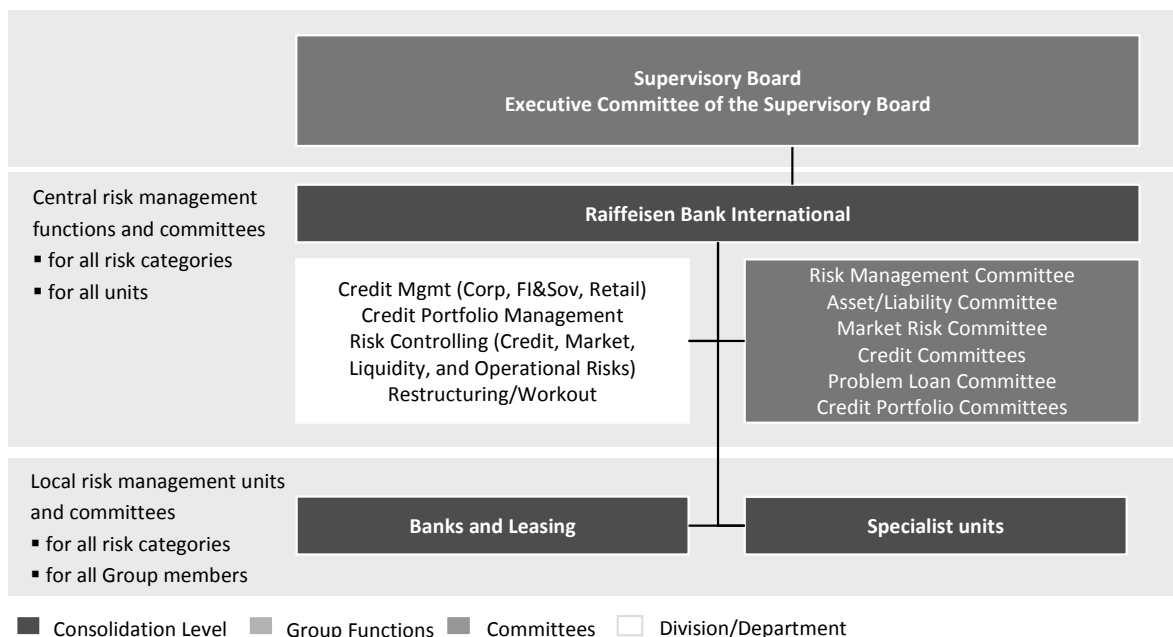 Supervisory Board
Executive Committee of the Supervisory Board
Central risk management
functions and committees
▪ for all risk categories
▪ for all units
Raiffeisen Bank International
Credit Mgmt (Corp, FI&Sov, Retail)
Credit Portfolio Management
Risk Controlling (Credit, Market,
Liquidity, and Operational Risks)
Restructuring/Workout
Risk Management Committee
Asset/Liability Committee
Market Risk Committee
Credit Committees
Problem Loan Committee
Credit Portfolio Committees
Local risk management units
and committees
▪ for all risk categories
▪ for all Group members
Banks and Leasing
Specialist units
Consolidation Level Group Functions Committees Division/Department